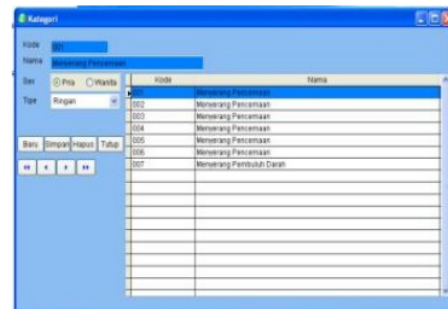 Kategori
Kode 001
Nama Menyerang Pencernaan
Sex Pria Wanita
Tipe Ringan
Baru Simpan Hapus Tutup
Kode Nama
001 Menyerang Pencernaan
002 Menyerang Pencernaan
003 Menyerang Pencernaan
004 Menyerang Pencernaan
005 Menyerang Pencernaan
006 Menyerang Pencernaan
007 Menyerang Pembuluh Darah